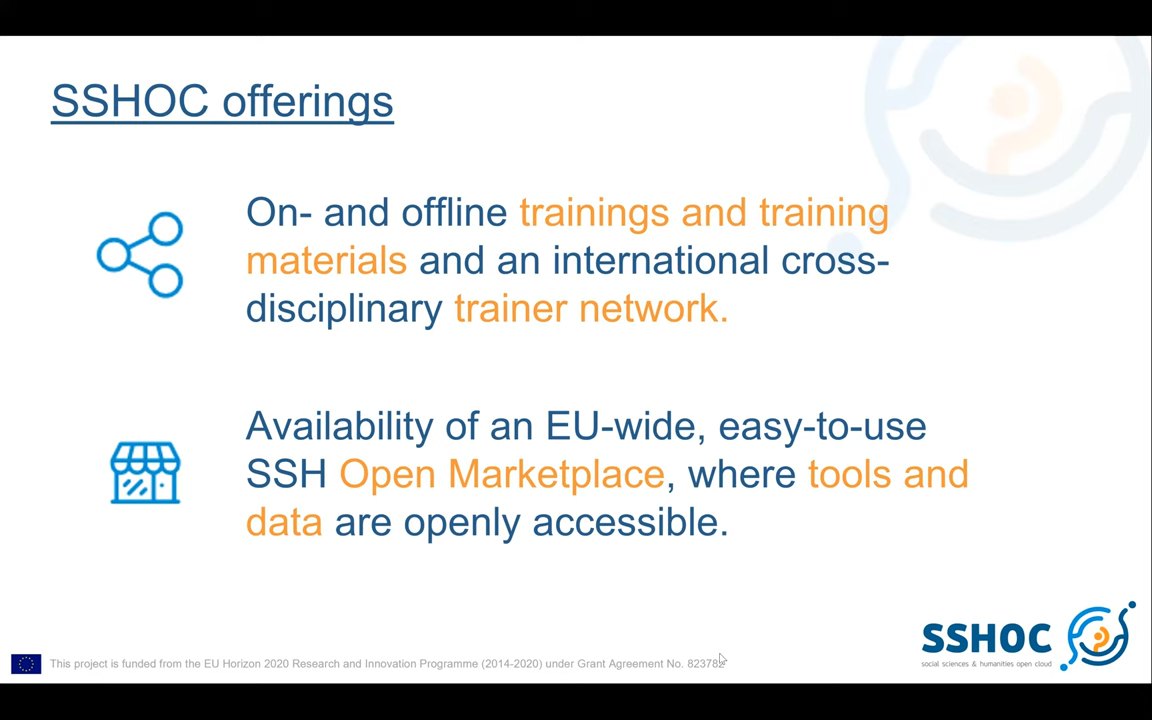 SSHOC offerings
On- and offline trainings and training
materials and an international cross-
disciplinary trainer network.
Availability of an EU-wide, easy-to-use
SSH Open Marketplace, where tools and
data are openly accessible.
SSHOC
social sciences & humanities open cloud
This project is funded from the EU Horizon 2020 Research and Innovation Programme (2014-2020) under Grant Agreement No. 823782